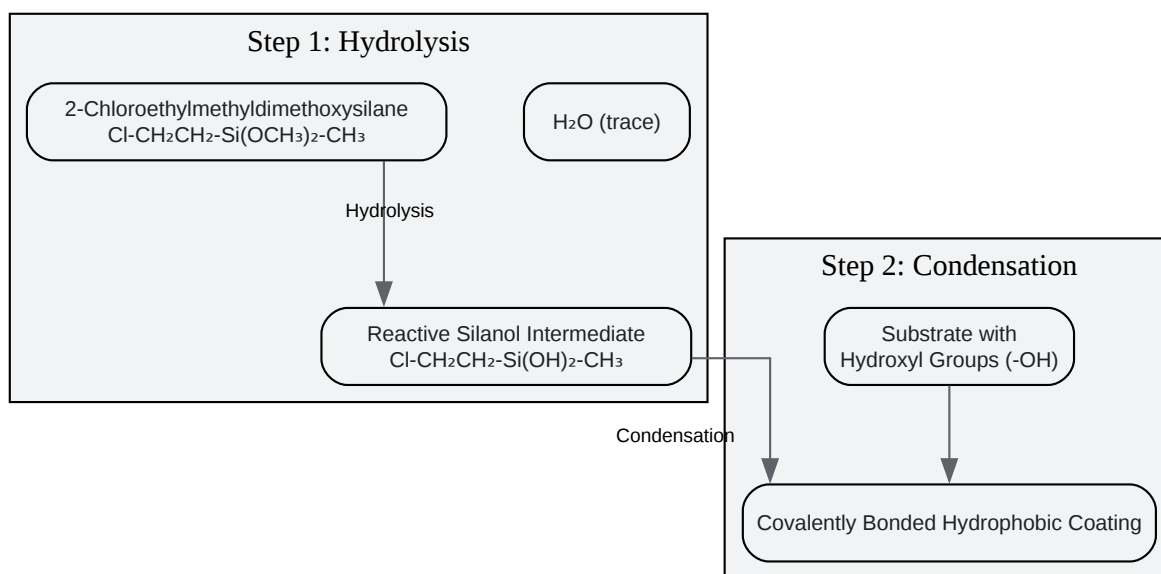 Step 1: Hydrolysis
2-Chloroethylmethyldimethoxysilane
Cl-CH₂CH₂-Si(OCH₃)₂-CH₃
H₂O (trace)
Hydrolysis
Reactive Silanol Intermediate
Cl-CH₂CH₂-Si(OH)₂-CH₃
Condensation
Step 2: Condensation
Substrate with
Hydroxyl Groups (-OH)
Covalently Bonded Hydrophobic Coating